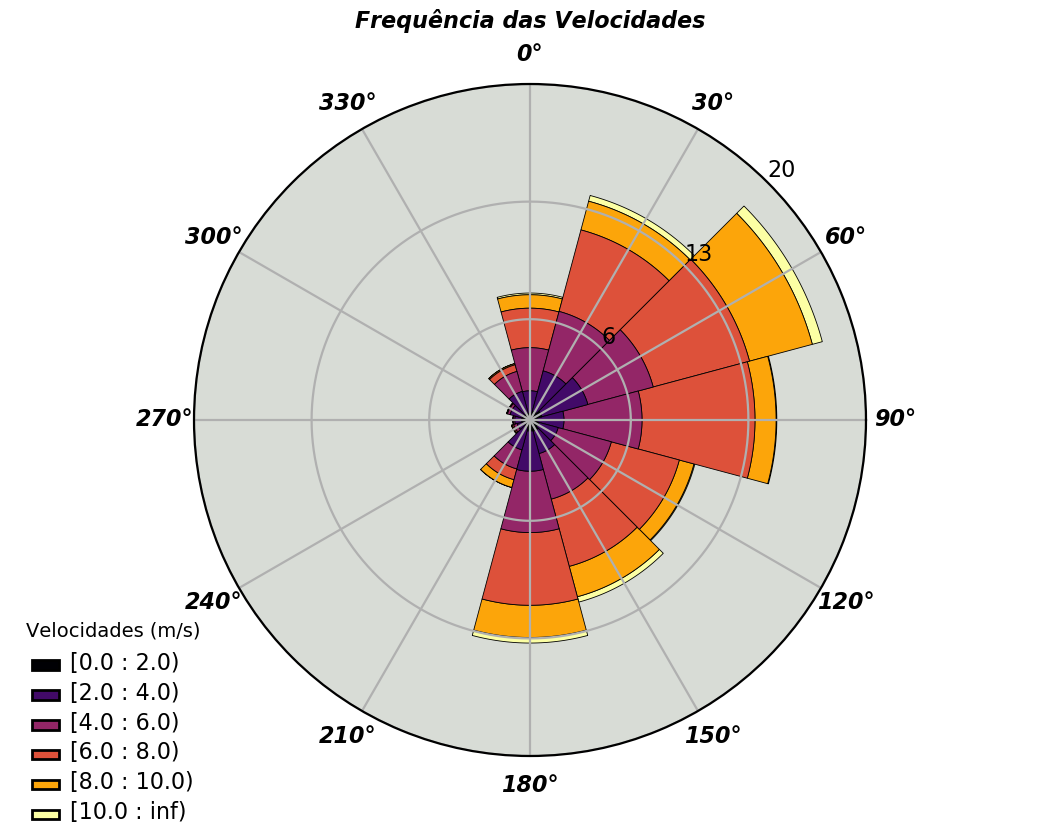 Frequência das Velocidades
0°
330°
30°
20
300°
60°
13
6
270°
90°
240°
120°
Velocidades (m/s)
[0.0 : 2.0)
[2.0 : 4.0)
[4.0 : 6.0)
210°
150°
[6.0 : 8.0)
[8.0 : 10.0)
180°
[10.0 : inf)